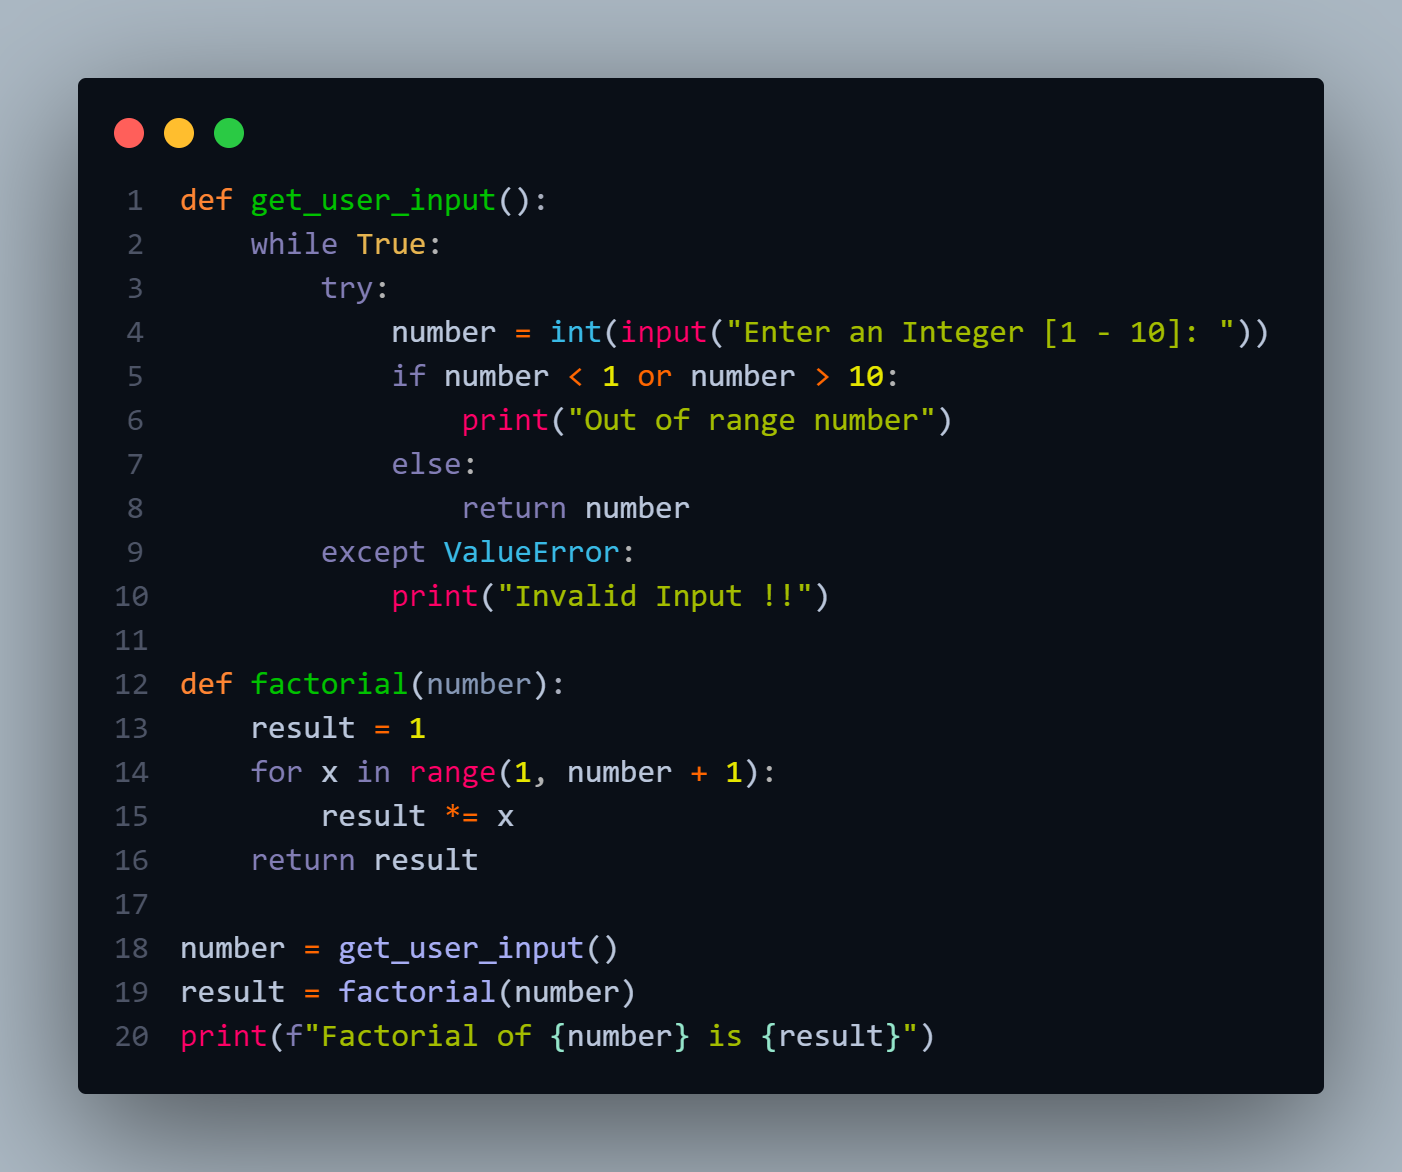 1 def get_user_input():
2     while True:
3         try:
4             number = int(input("Enter an Integer [1 - 10]: "))
5             if number < 1 or number > 10:
6                 print("Out of range number")
7             else:
8                 return number
9         except ValueError:
10             print("Invalid Input !!")
11
12 def factorial(number):
13     result = 1
14     for x in range(1, number + 1):
15         result *= x
16     return result
17
18 number = get_user_input()
19 result = factorial(number)
20 print(f"Factorial of {number} is {result}")